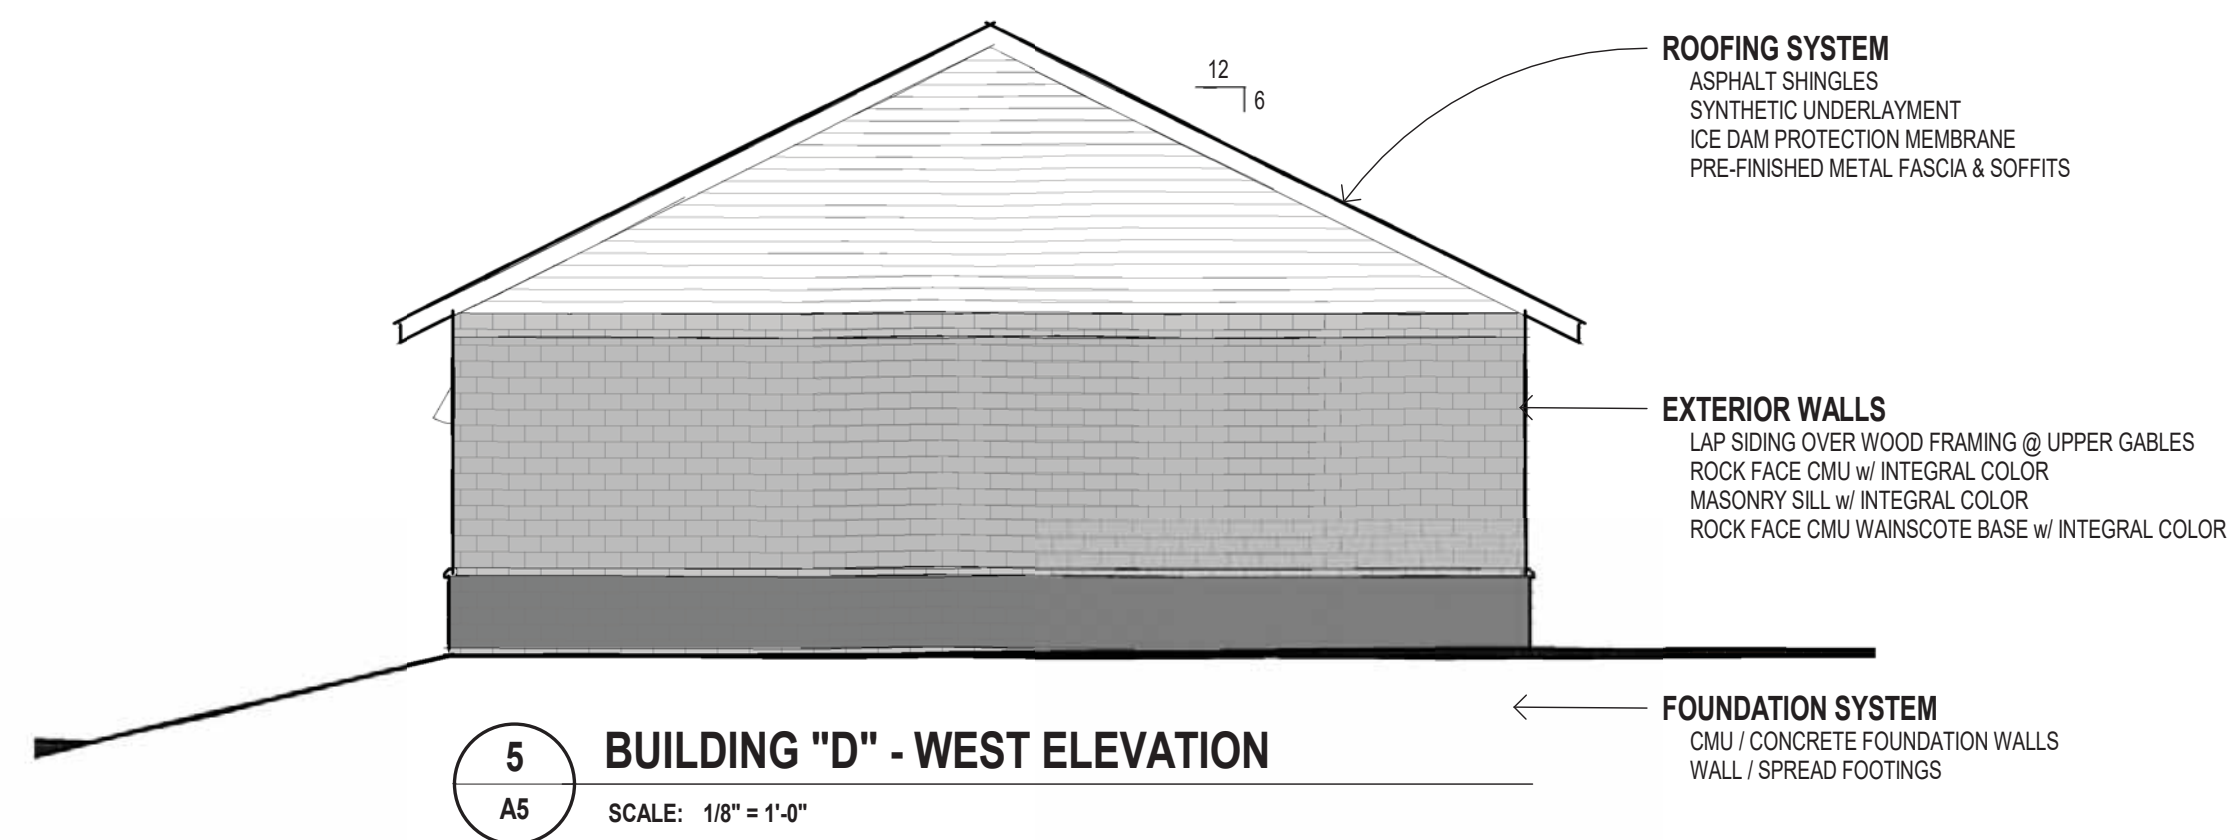 12
6
ROOFING SYSTEM
ASPHALT SHINGLES
SYNTHETIC UNDERLAYMENT
ICE DAM PROTECTION MEMBRANE
PRE-FINISHED METAL FASCIA & SOFFITS
EXTERIOR WALLS
LAP SIDING OVER WOOD FRAMING @ UPPER GABLES
ROCK FACE CMU w/ INTEGRAL COLOR
MASONRY SILL w/ INTEGRAL COLOR
ROCK FACE CMU WAINSCOTE BASE w/ INTEGRAL COLOR
FOUNDATION SYSTEM
CMU / CONCRETE FOUNDATION WALLS
WALL / SPREAD FOOTINGS
5
A5
BUILDING "D" - WEST ELEVATION
SCALE: 1/8" = 1'-0"